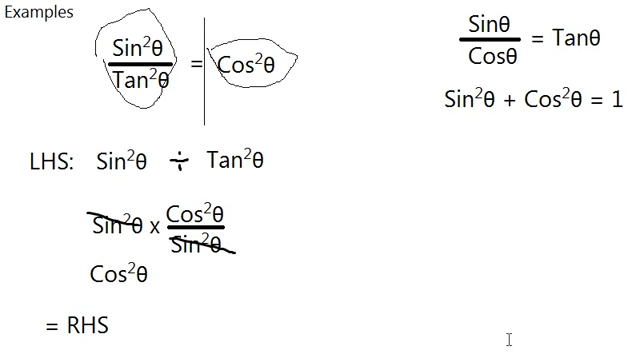 Examples
Sin²θ
Tan²θ
= Cos²θ
Sinθ
Cosθ
= Tanθ
Sin²θ + Cos²θ = 1
LHS: Sin²θ ÷ Tan²θ
Sin²θ x Cos²θ
Sin²θ
Cos²θ
= RHS